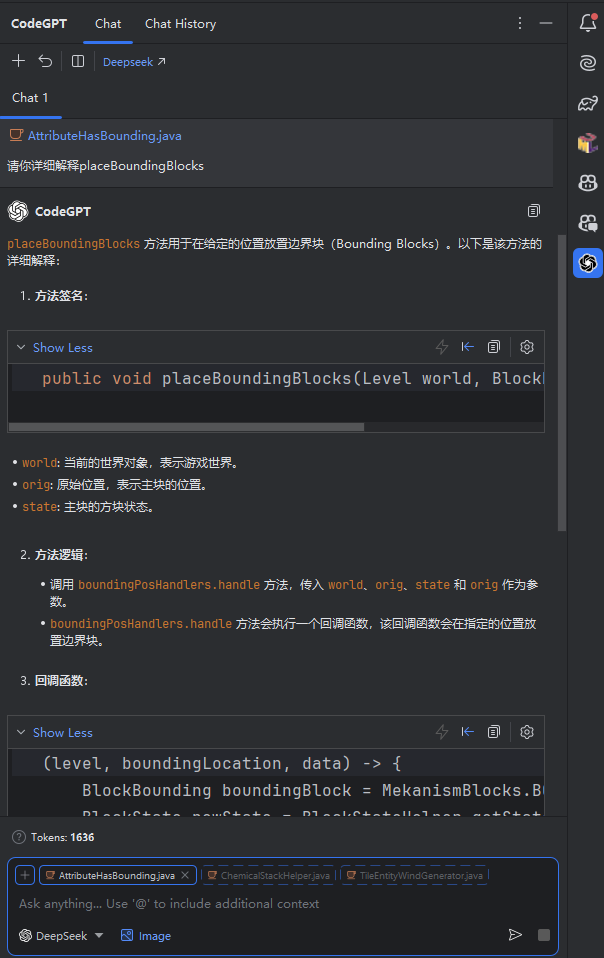 CodeGPT Chat Chat History
Deepseek
Chat 1
AttributeHasBounding.java
请你详细解释placeBoundingBlocks
CodeGPT
placeBoundingBlocks 方法用于在给定的位置放置边界块（Bounding Blocks）。以下是该方法的
详细解释：
1. 方法签名：
Show Less
public void placeBoundingBlocks(Level world, Block
• world: 当前的世界对象，表示游戏世界。
• orig: 原始位置，表示主块的位置。
• state: 主块的方块状态。
2. 方法逻辑：
• 调用 boundingPosHandlers.handle 方法，传入 world、orig、state 和 orig 作为参
数。
• boundingPosHandlers.handle 方法会执行一个回调函数，该回调函数会在指定的位置放
置边界块。
3. 回调函数：
Show Less
(level, boundingLocation, data) -> {
BlockBounding boundingBlock = MekanismBlocks.BO
BlockState newState = BlockStateHelper.getStat
Tokens: 1636
AttributeHasBounding.java ChemicalStackHelper.java TileEntityWindGenerator.java
Ask anything... Use '@' to include additional context
DeepSeek Image